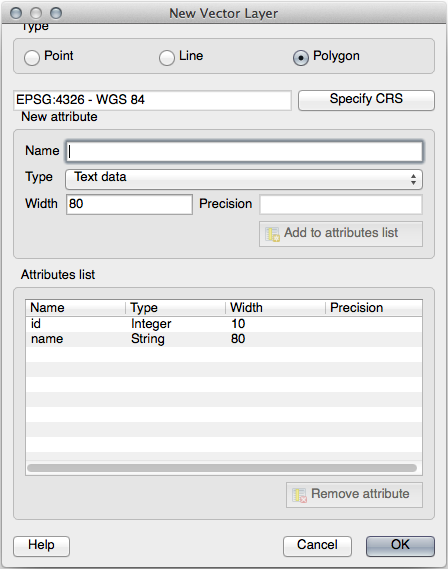 New Vector Layer
Type
Point Line Polygon
EPSG:4326 - WGS 84 Specify CRS
New attribute
Name
Type Text data
Width 80 Precision
Add to attributes list
Attributes list
Name Type Width Precision
id Integer 10
name String 80
Remove attribute
Help Cancel OK